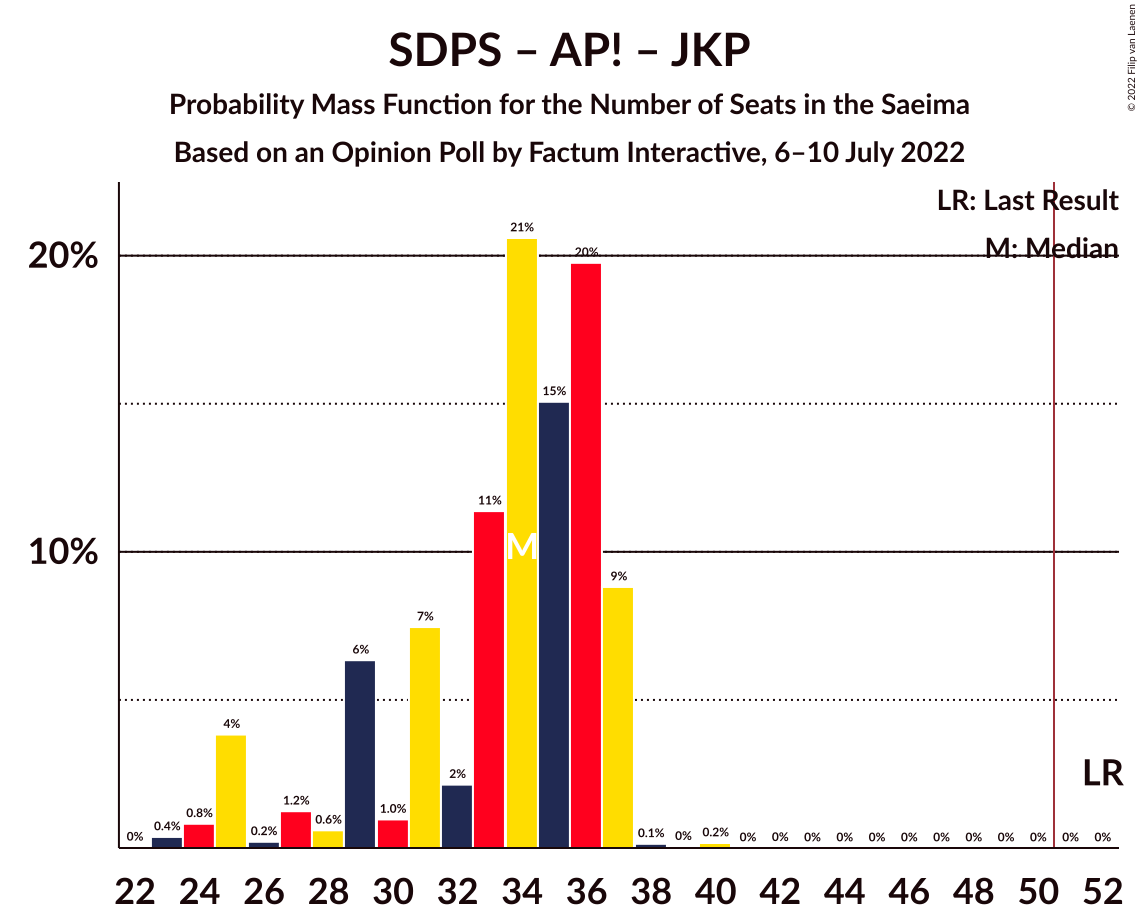 SDPS – AP! – JKP
Probability Mass Function for the Number of Seats in the Saeima
Based on an Opinion Poll by Factum Interactive, 6–10 July 2022
© 2022 Filip van Laenen
LR: Last Result
M: Median
20%
10%
0% 0.4% 0.8% 4% 0.2% 1.2% 0.6% 6% 1.0% 7% 2% 11% 21% 15% 20% 9% 0.1% 0% 0.2% 0% 0% 0% 0% 0% 0% 0% 0% 0% 0% 0% 0%
M
LR
22 24 26 28 30 32 34 36 38 40 42 44 46 48 50 52